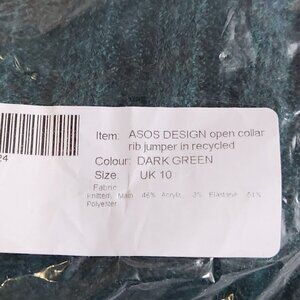 Item: ASOS DESIGN open collar
rib jumper in recycled
Colour: DARK GREEN
Size: UK 10
Fabric
Knitted, Main 46% Acrylic 3% Elastane 51%
Polyester
24